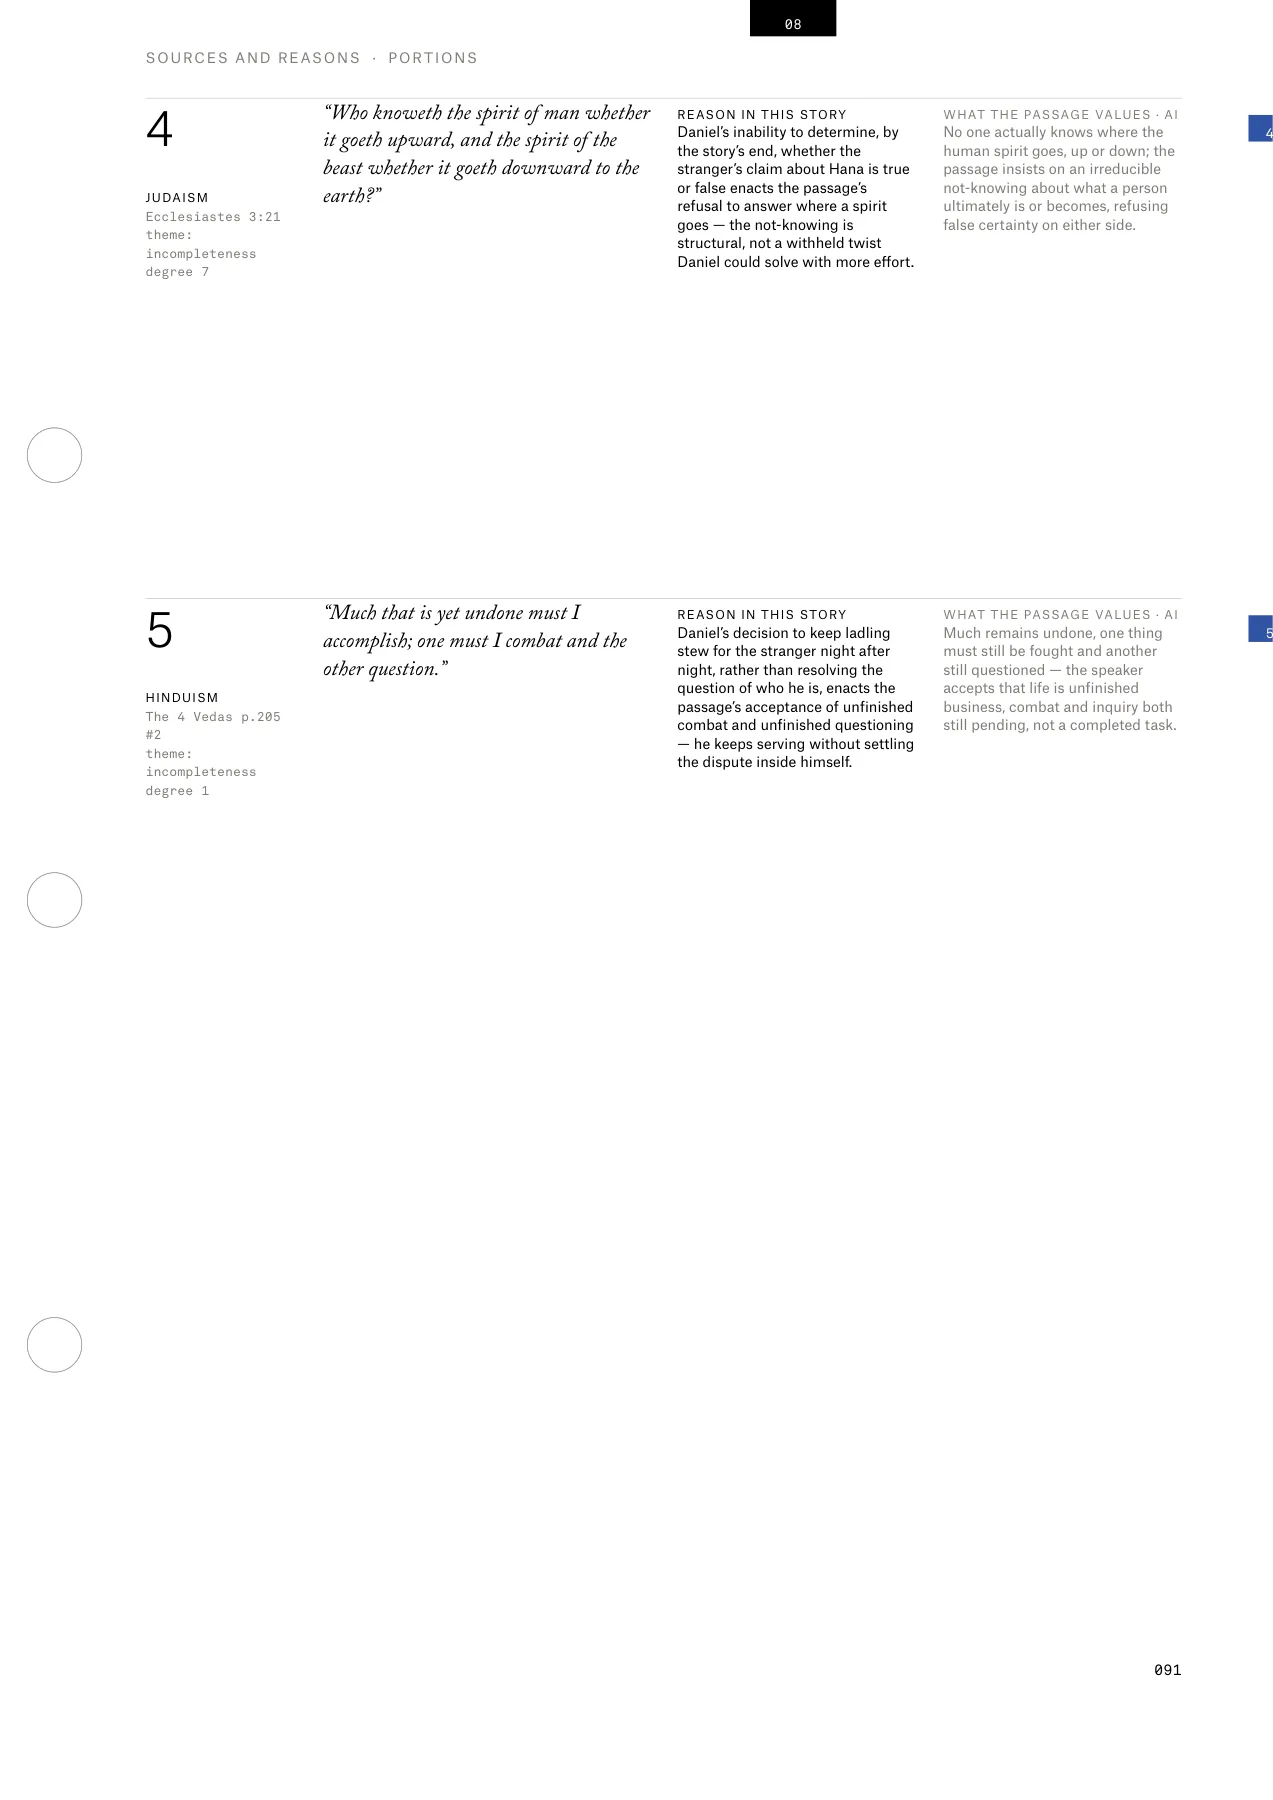 08
SOURCES AND REASONS · PORTIONS
4
JUDAISM
Ecclesiastes 3:21
theme:
incompleteness
degree 7
“Who knoweth the spirit of man whether
it goeth upward, and the spirit of the
beast whether it goeth downward to the
earth?”
REASON IN THIS STORY
Daniel’s inability to determine, by
the story’s end, whether the
stranger’s claim about Hana is true
or false enacts the passage’s
refusal to answer where a spirit
goes — the not-knowing is
structural, not a withheld twist
Daniel could solve with more effort.
WHAT THE PASSAGE VALUES · AI
No one actually knows where the
human spirit goes, up or down; the
passage insists on an irreducible
not-knowing about what a person
ultimately is or becomes, refusing
false certainty on either side.
4
5
HINDUISM
The 4 Vedas p.205
#2
theme:
incompleteness
degree 1
“Much that is yet undone must I
accomplish; one must I combat and the
other question.”
REASON IN THIS STORY
Daniel’s decision to keep ladling
stew for the stranger night after
night, rather than resolving the
question of who he is, enacts the
passage’s acceptance of unfinished
combat and unfinished questioning
— he keeps serving without settling
the dispute inside himself.
WHAT THE PASSAGE VALUES · AI
Much remains undone, one thing
must still be fought and another
still questioned — the speaker
accepts that life is unfinished
business, combat and inquiry both
still pending, not a completed task.
5
091